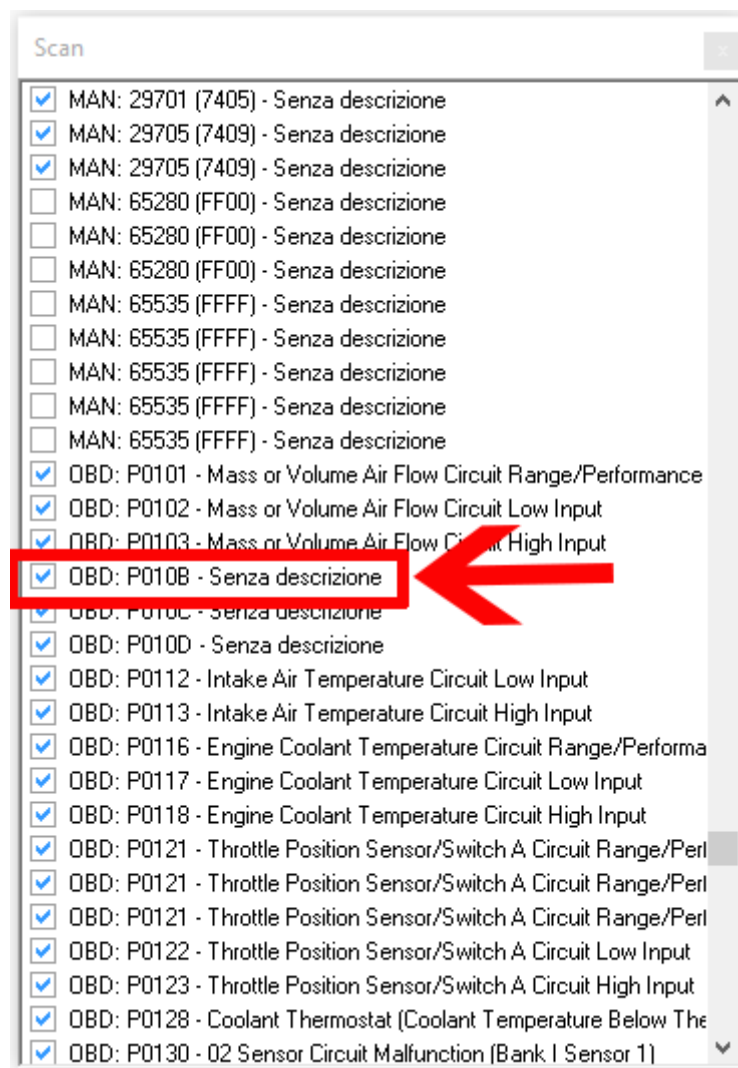 Scan
x
MAN: 29701 (7405) - Senza descrizione
MAN: 29705 (7409) - Senza descrizione
MAN: 29705 (7409) - Senza descrizione
MAN: 65280 (FF00) - Senza descrizione
MAN: 65280 (FF00) - Senza descrizione
MAN: 65280 (FF00) - Senza descrizione
MAN: 65535 (FFFF) - Senza descrizione
MAN: 65535 (FFFF) - Senza descrizione
MAN: 65535 (FFFF) - Senza descrizione
MAN: 65535 (FFFF) - Senza descrizione
MAN: 65535 (FFFF) - Senza descrizione
OBD: P0101 - Mass or Volume Air Flow Circuit Range/Performance
OBD: P0102 - Mass or Volume Air Flow Circuit Low Input
OBD: P0103 - Mass or Volume Air Flow Circuit High Input
OBD: P010B - Senza descrizione
OBD: P010C - Senza descrizione
OBD: P010D - Senza descrizione
OBD: P0112 - Intake Air Temperature Circuit Low Input
OBD: P0113 - Intake Air Temperature Circuit High Input
OBD: P0116 - Engine Coolant Temperature Circuit Range/Performa
OBD: P0117 - Engine Coolant Temperature Circuit Low Input
OBD: P0118 - Engine Coolant Temperature Circuit High Input
OBD: P0121 - Throttle Position Sensor/Switch A Circuit Range/Perl
OBD: P0121 - Throttle Position Sensor/Switch A Circuit Range/Perl
OBD: P0121 - Throttle Position Sensor/Switch A Circuit Range/Perl
OBD: P0122 - Throttle Position Sensor/Switch A Circuit Low Input
OBD: P0123 - Throttle Position Sensor/Switch A Circuit High Input
OBD: P0128 - Coolant Thermostat (Coolant Temperature Below The
OBD: P0130 - 02 Sensor Circuit Malfunction (Bank I Sensor 1)